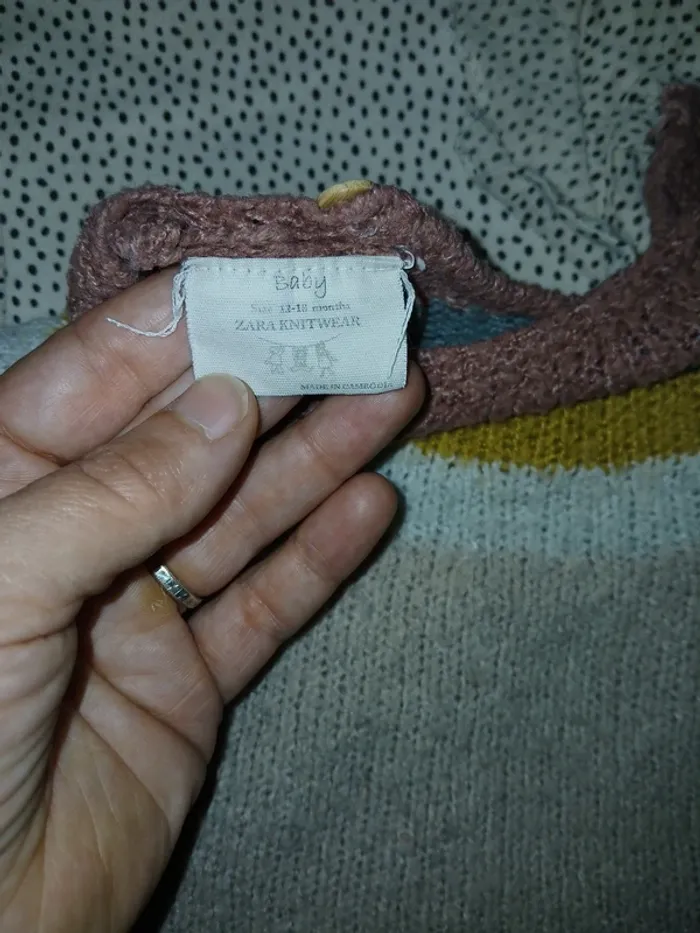 Baby
Size 12-18 months
ZARA KNITWEAR
MADE IN CAMBODIA